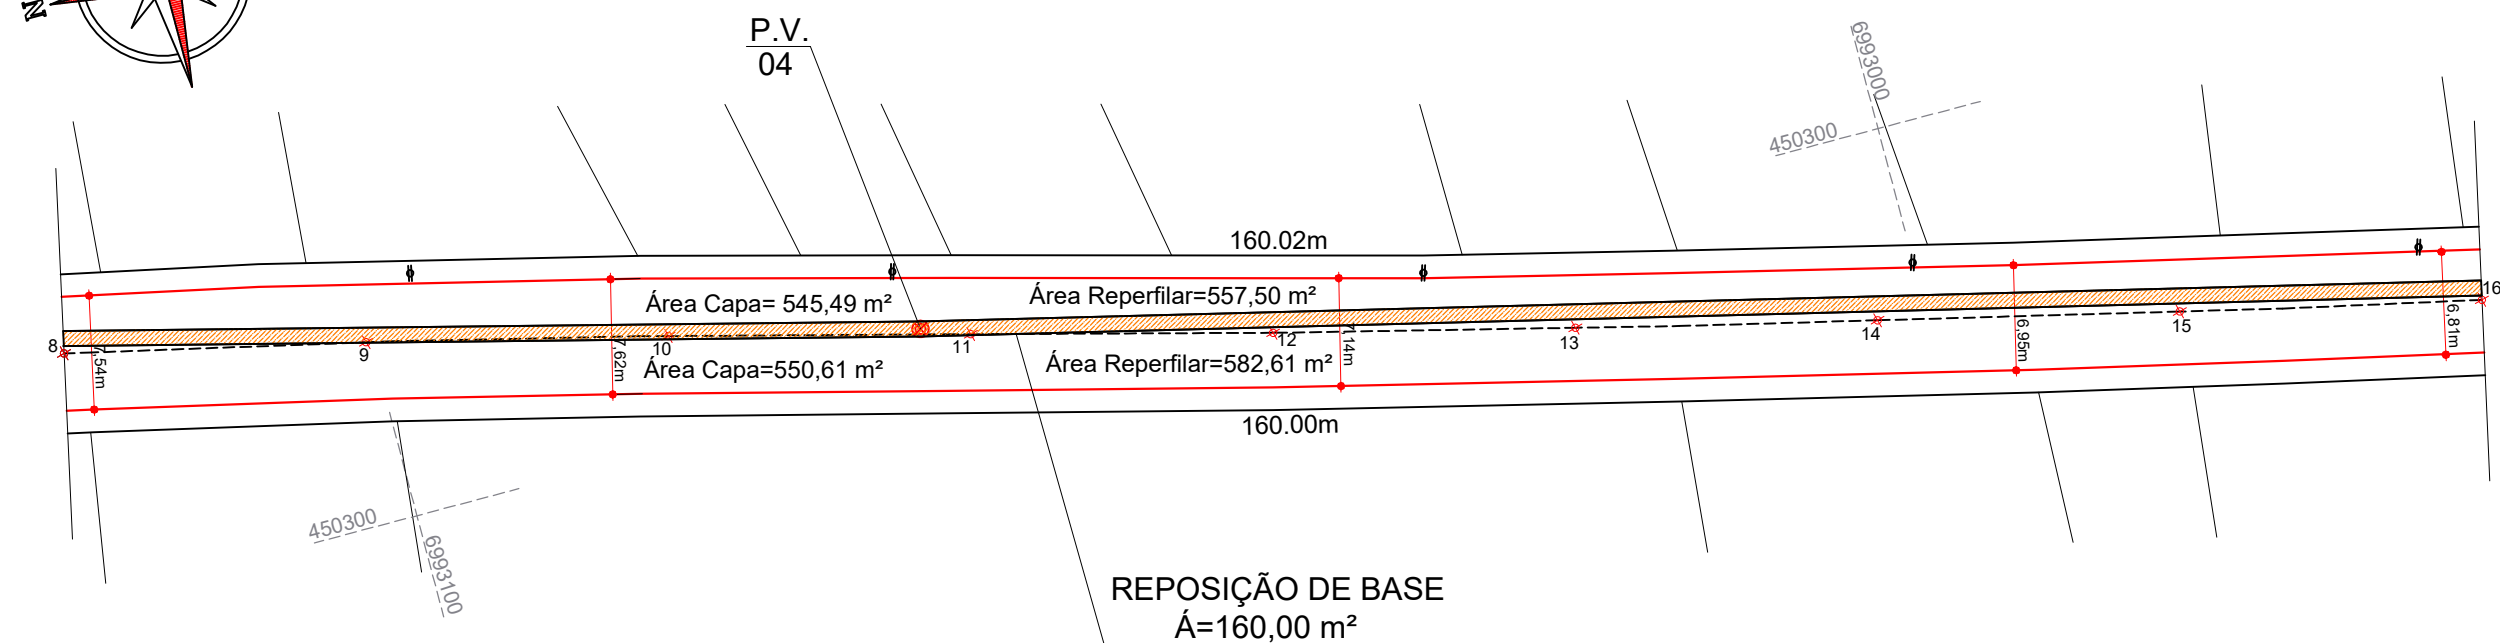 N
P.V.
04
6993000
450300
160.02m
Área Capa= 545,49 m²
Área Reperfilar=557,50 m²
8
9
10
11
12
13
14
15
16
7,54m
7,62m
7,14m
6,95m
6,81m
Área Capa=550,61 m²
Área Reperfilar=582,61 m²
160.00m
450300
6993100
REPOSIÇÃO DE BASE
Á=160,00 m²